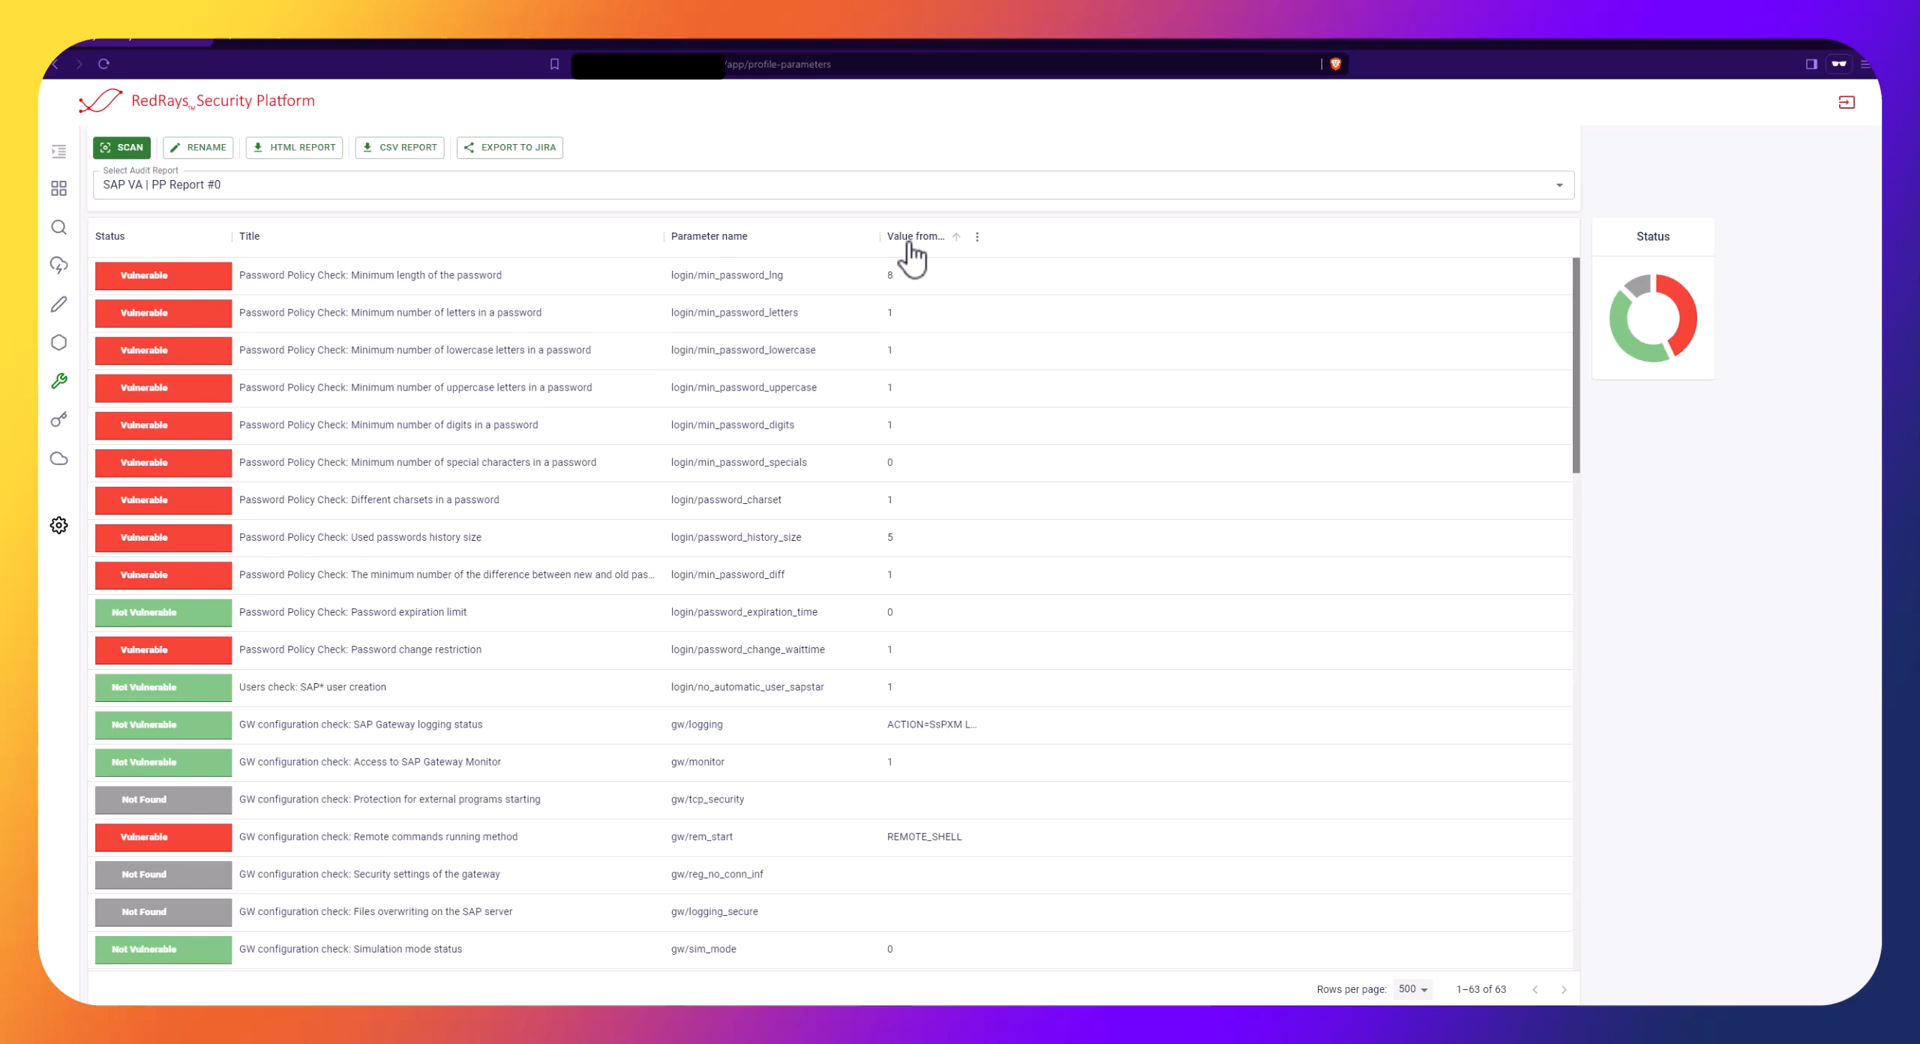 /app/profile-parameters
RedRays™ Security Platform
SCAN
RENAME
HTML REPORT
CSV REPORT
EXPORT TO JIRA
Select Audit Report
SAP VA | PP Report #0
Status Title Parameter name Value from...
Status
Vulnerable Password Policy Check: Minimum length of the password login/min_password_lng 8
Vulnerable Password Policy Check: Minimum number of letters in a password login/min_password_letters 1
Vulnerable Password Policy Check: Minimum number of lowercase letters in a password login/min_password_lowercase 1
Vulnerable Password Policy Check: Minimum number of uppercase letters in a password login/min_password_uppercase 1
Vulnerable Password Policy Check: Minimum number of digits in a password login/min_password_digits 1
Vulnerable Password Policy Check: Minimum number of special characters in a password login/min_password_specials 0
Vulnerable Password Policy Check: Different charsets in a password login/password_charset 1
Vulnerable Password Policy Check: Used passwords history size login/password_history_size 5
Vulnerable Password Policy Check: The minimum number of the difference between new and old pas... login/min_password_diff 1
Not Vulnerable Password Policy Check: Password expiration limit login/password_expiration_time 0
Vulnerable Password Policy Check: Password change restriction login/password_change_waittime 1
Not Vulnerable Users check: SAP* user creation login/no_automatic_user_sapstar 1
Not Vulnerable GW configuration check: SAP Gateway logging status gw/logging ACTION=SsPXM L...
Not Vulnerable GW configuration check: Access to SAP Gateway Monitor gw/monitor 1
Not Found GW configuration check: Protection for external programs starting gw/tcp_security
Vulnerable GW configuration check: Remote commands running method gw/rem_start REMOTE_SHELL
Not Found GW configuration check: Security settings of the gateway gw/reg_no_conn_inf
Not Found GW configuration check: Files overwriting on the SAP server gw/logging_secure
Not Vulnerable GW configuration check: Simulation mode status gw/sim_mode 0
Rows per page: 500 1–63 of 63